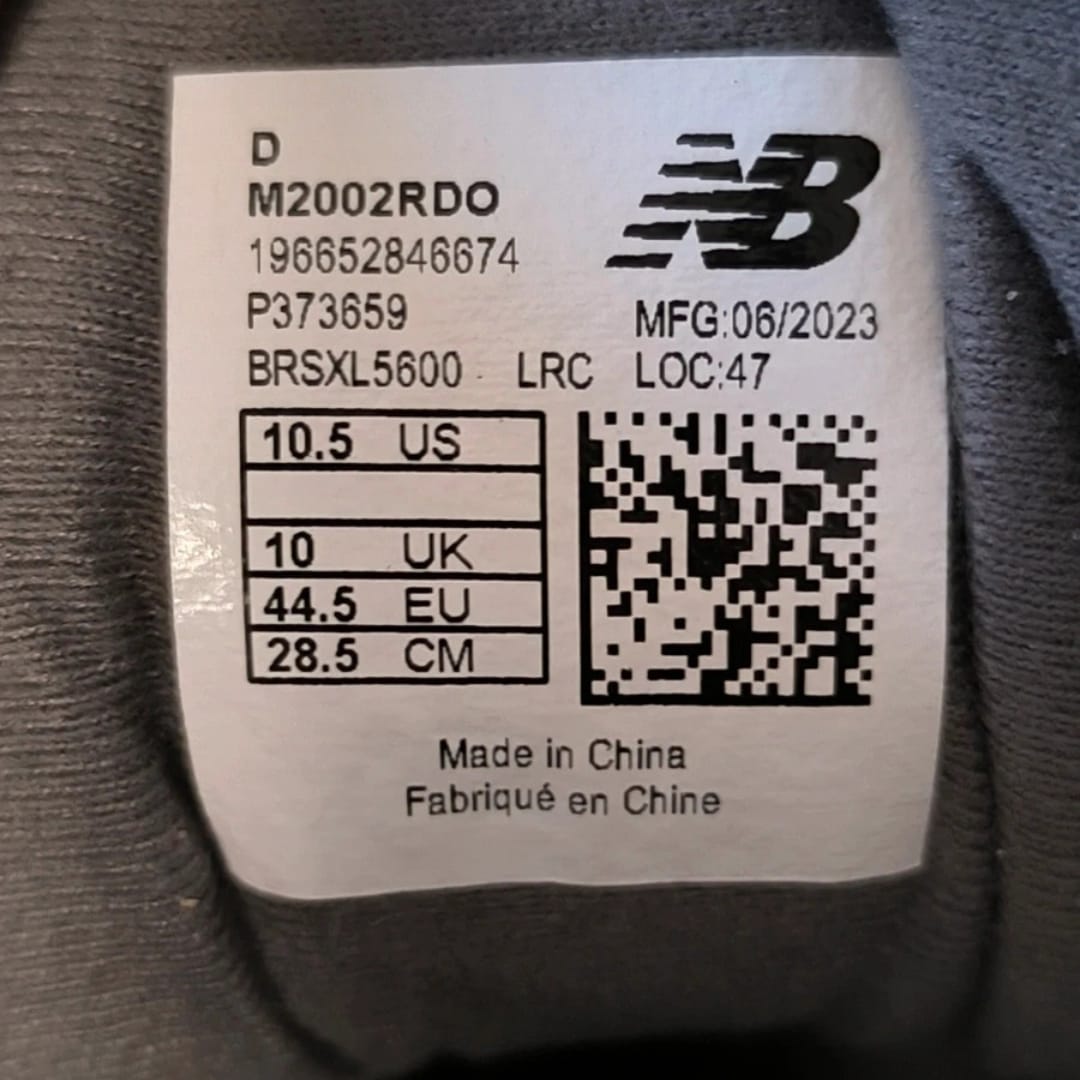 D
M2002RDO
196652846674
P373659
NB
MFG:06/2023
BRSXL5600 LRC LOC:47
10.5 US
10 UK
44.5 EU
28.5 CM
Made in China
Fabriqué en Chine